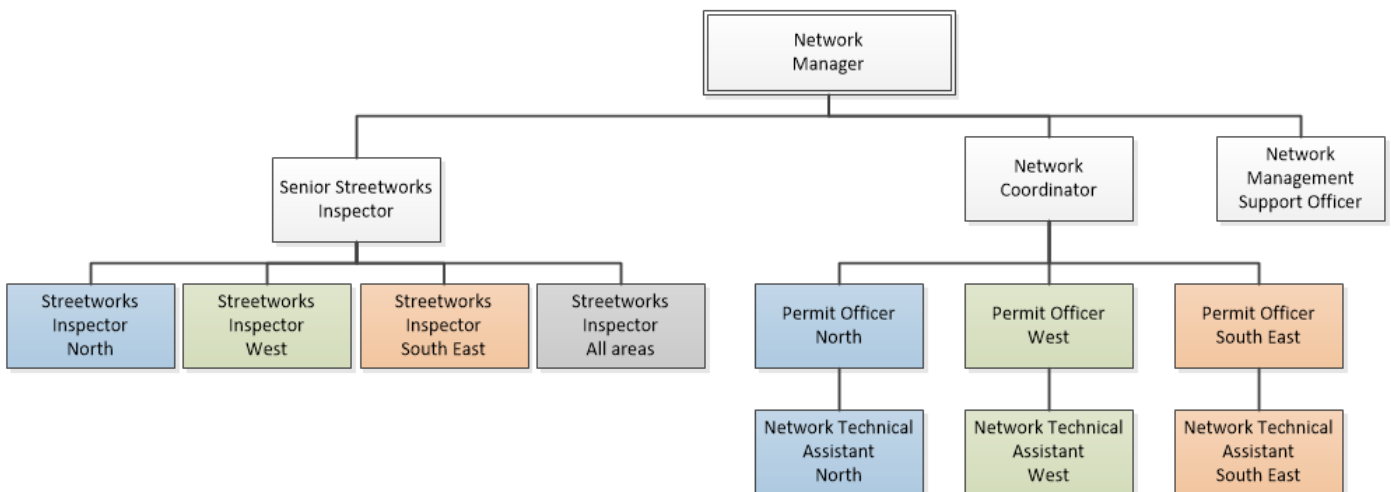 Network
Manager
Senior Streetworks
Inspector
Network
Coordinator
Network
Management
Support Officer
Streetworks
Inspector
North
Streetworks
Inspector
West
Streetworks
Inspector
South East
Streetworks
Inspector
All areas
Permit Officer
North
Permit Officer
West
Permit Officer
South East
Network Technical
Assistant
North
Network Technical
Assistant
West
Network Technical
Assistant
South East